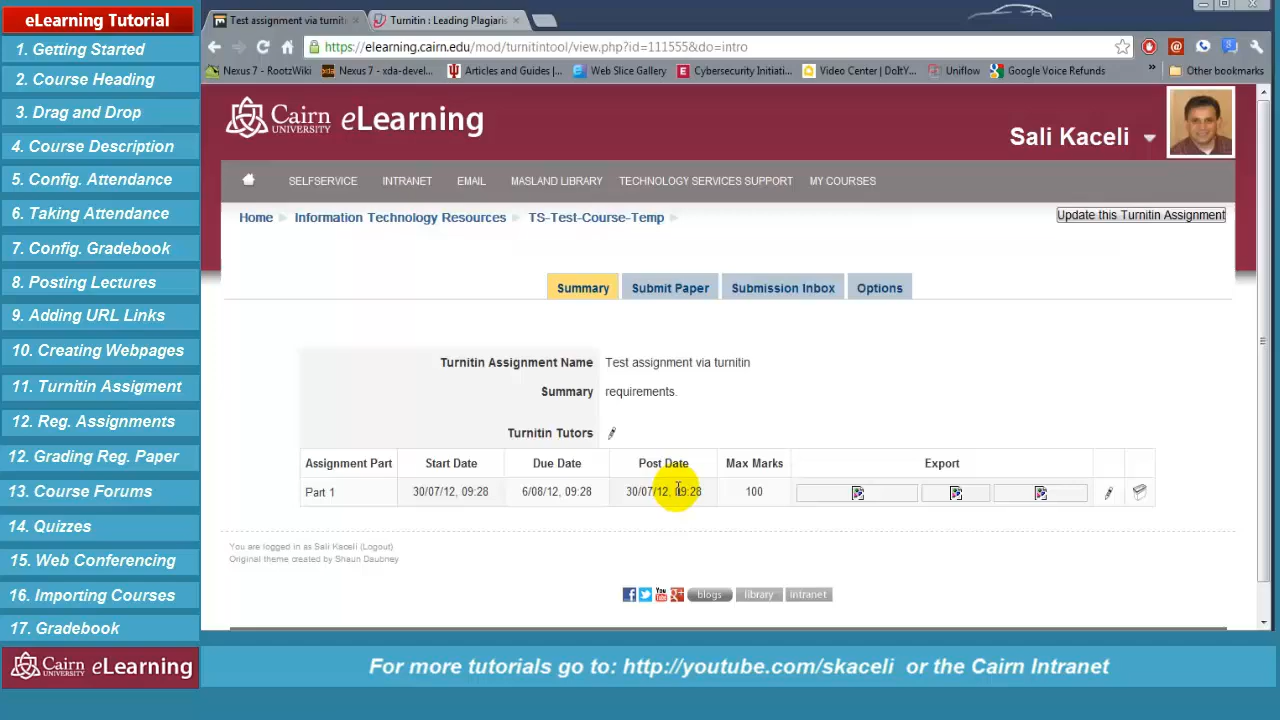 eLearning Tutorial
1. Getting Started
2. Course Heading
3. Drag and Drop
4. Course Description
5. Config. Attendance
6. Taking Attendance
7. Config. Gradebook
8. Posting Lectures
9. Adding URL Links
10. Creating Webpages
11. Turnitin Assigment
12. Reg. Assignments
12. Grading Reg. Paper
13. Course Forums
14. Quizzes
15. Web Conferencing
16. Importing Courses
17. Gradebook
Cairn eLearning
UNIVERSITY
Test assignment via turnitin
Turnitin : Leading Plagiaris
https://elearning.cairn.edu/mod/turnitintool/view.php?id=111555&do=intro
Nexus 7 - RootzWiki
Nexus 7 - xda-devel...
Articles and Guides |...
Web Slice Gallery
Cybersecurity Initiati...
Video Center | DoItY...
Uniflow
Google Voice Refunds
»
Other bookmarks
Cairn eLearning
UNIVERSITY
Sali Kaceli
SELFSERVICE INTRANET EMAIL MASLAND LIBRARY TECHNOLOGY SERVICES SUPPORT MY COURSES
Home Information Technology Resources TS-Test-Course-Temp
Update this Turnitin Assignment
Summary Submit Paper Submission Inbox Options
Turnitin Assignment Name Test assignment via turnitin
Summary requirements.
Turnitin Tutors
Assignment Part Start Date Due Date Post Date Max Marks Export
Part 1 30/07/12, 09:28 6/08/12, 09:28 30/07/12, 09:28 100
You are logged in as Sali Kaceli (Logout)
Original theme created by Shaun Daubney
You Tube
blogs library intranet
For more tutorials go to: http://youtube.com/skaceli or the Cairn Intranet